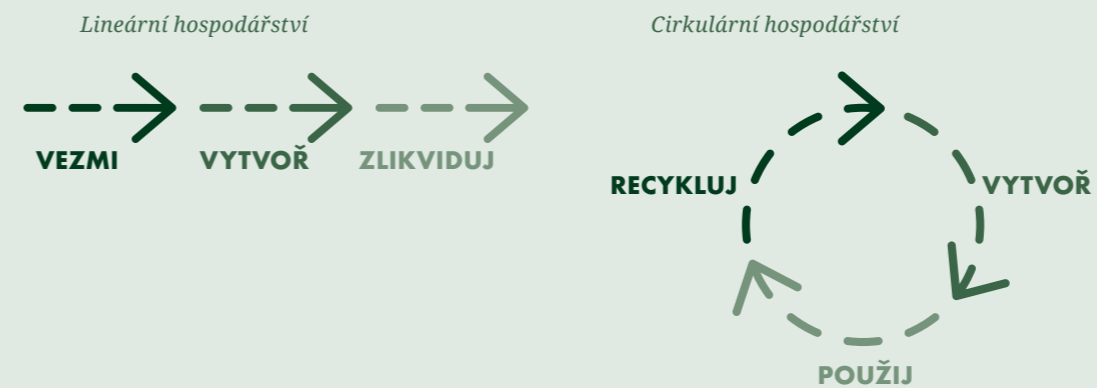 Lineární hospodářství
VEZMI
VYTVOŘ
ZLIKVIDUJ
Cirkulární hospodářství
RECYKLUJ
VYTVOŘ
POUŽIJ